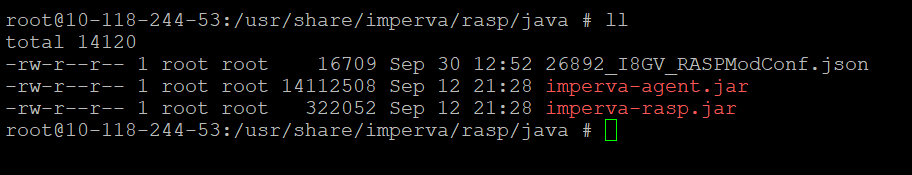 root@10-118-244-53:/usr/share/imperva/rasp/java # ll
total 14120
-rw-r--r-- 1 root root    16709 Sep 30 12:52 26892_I8GV_RASPModConf.json
-rw-r--r-- 1 root root 14112508 Sep 12 21:28 imperva-agent.jar
-rw-r--r-- 1 root root   322052 Sep 12 21:28 imperva-rasp.jar
root@10-118-244-53:/usr/share/imperva/rasp/java #